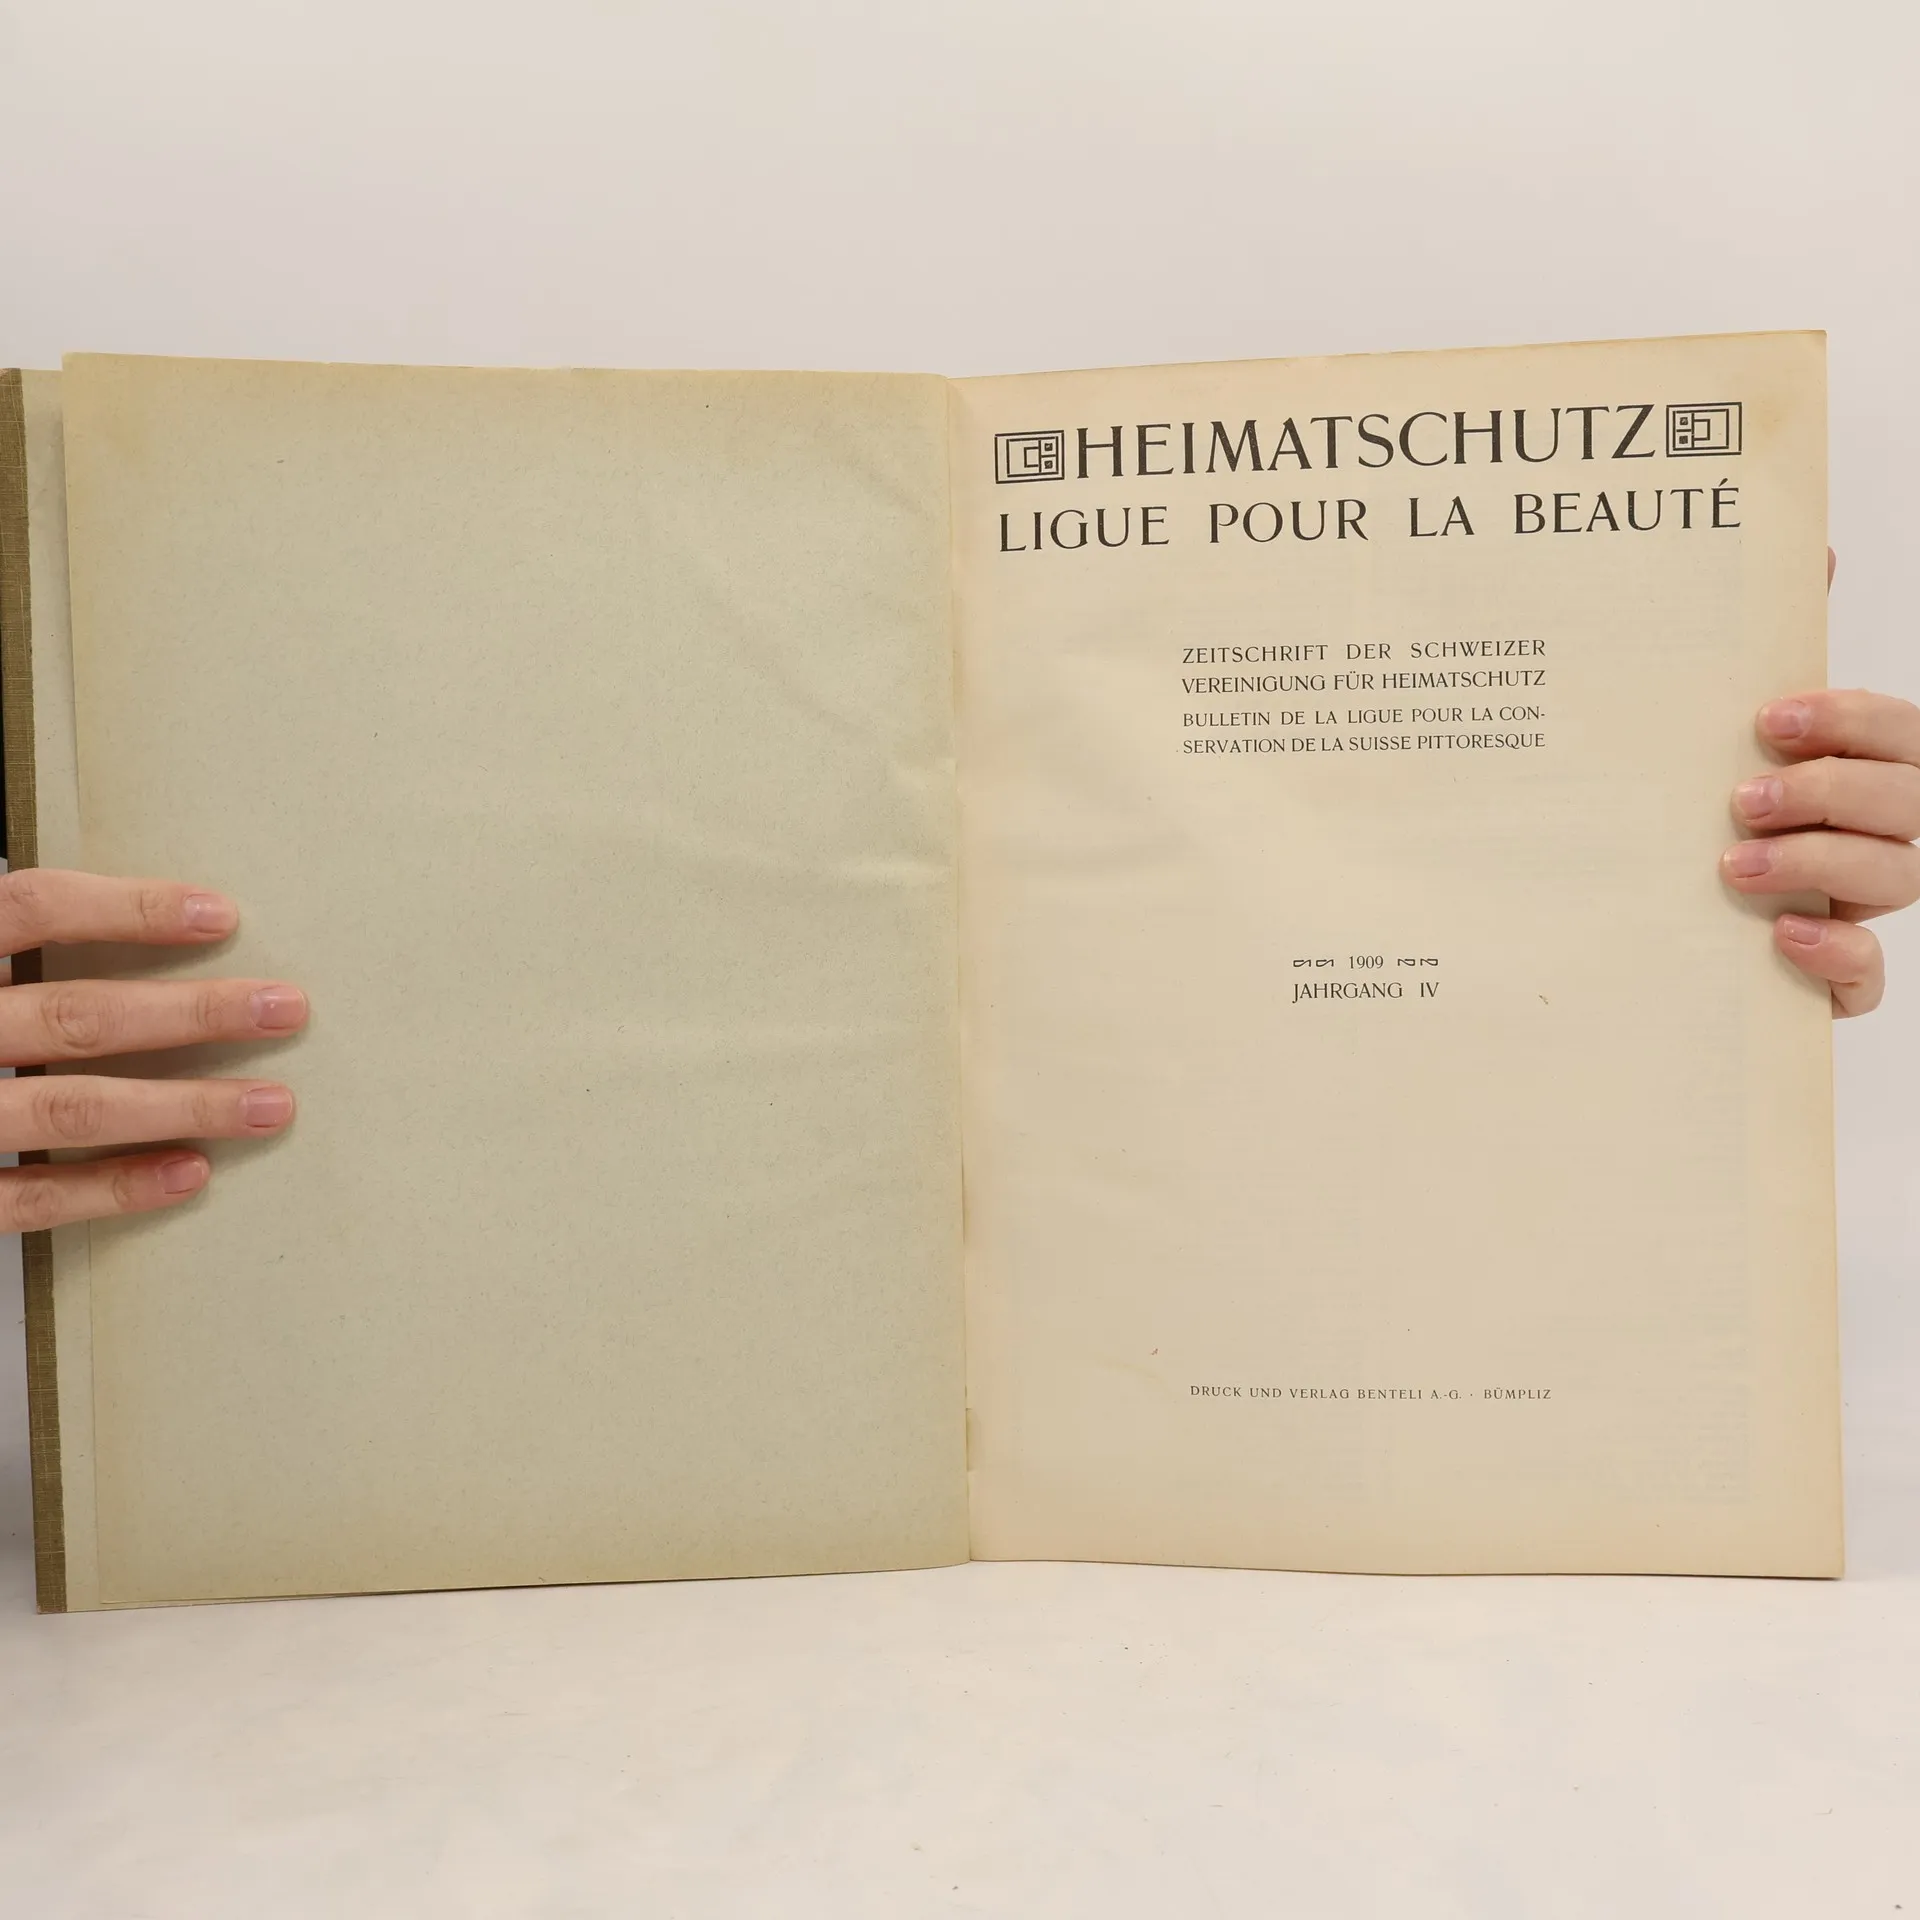 HEIMATSCHUTZ
LIGUE POUR LA BEAUTÉ
ZEITSCHRIFT DER SCHWEIZER
VEREINIGUNG FÜR HEIMATSCHUTZ
BULLETIN DE LA LIGUE POUR LA CON-
SERVATION DE LA SUISSE PITTORESQUE
1909
JAHRGANG IV
DRUCK UND VERLAG BENTELI A.-G. · BÜMPLIZ